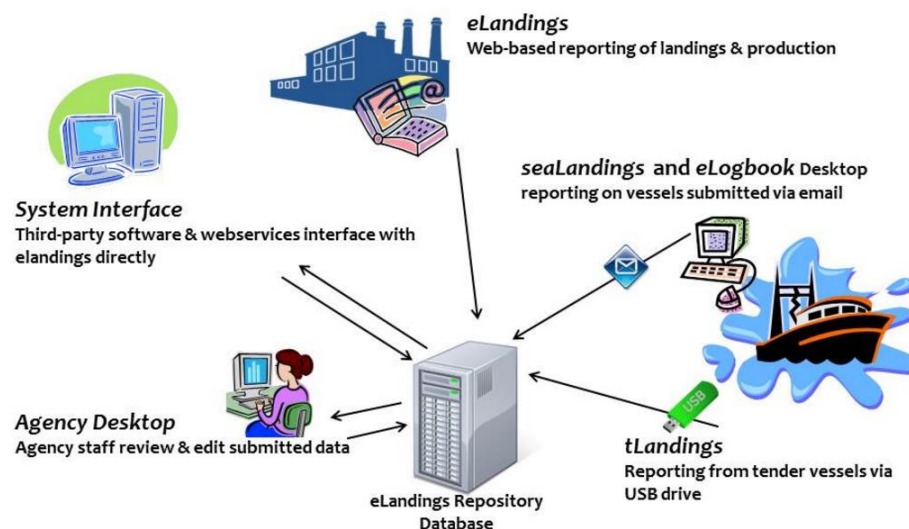 eLandings
Web-based reporting of landings & production
seaLandings and eLogbook Desktop
reporting on vessels submitted via email
System Interface
Third-party software & webservices interface with
elandings directly
Agency Desktop
Agency staff review & edit submitted data
USB
tLandings
Reporting from tender vessels via
USB drive
eLandings Repository
Database